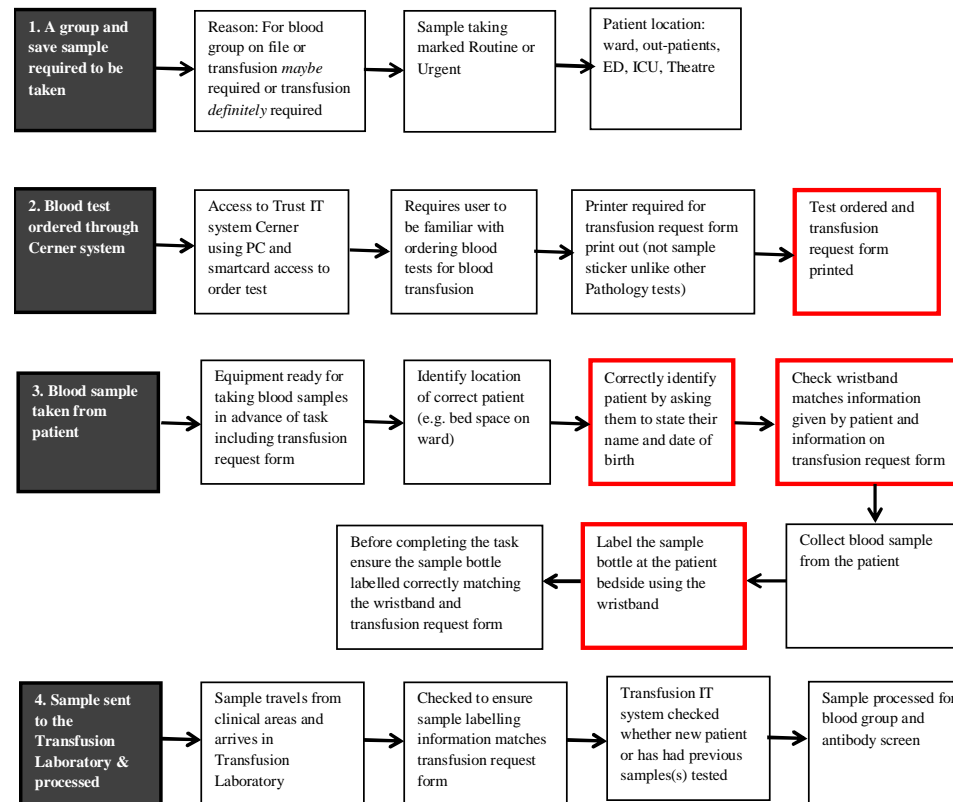 1. A group and
save sample
required to be
taken
Reason: For blood
group on file or
transfusion maybe
required or transfusion
definitely required
Sample taking
marked Routine or
Urgent
Patient location:
ward, out-patients,
ED, ICU, Theatre
2. Blood test
ordered through
Cerner system
Access to Trust IT
system Cerner
using PC and
smartcard access to
order test
Requires user to
be familiar with
ordering blood
tests for blood
transfusion
Printer required for
transfusion request form
print out (not sample
sticker unlike other
Pathology tests)
Test ordered and
transfusion
request form
printed
3. Blood sample
taken from
patient
Equipment ready for
taking blood samples
in advance of task
including transfusion
request form
Identify location
of correct patient
(e.g. bed space on
ward)
Correctly identify
patient by asking
them to state their
name and date of
birth
Check wristband
matches information
given by patient and
information on
transfusion request form
Collect blood sample
from the patient
Label the sample
bottle at the patient
bedside using the
wristband
Before completing the task
ensure the sample bottle
labelled correctly matching
the wristband and
transfusion request form
4. Sample sent
to the
Transfusion
Laboratory &
processed
Sample travels from
clinical areas and
arrives in
Transfusion
Laboratory
Checked to ensure
sample labelling
information matches
transfusion request
form
Transfusion IT
system checked
whether new patient
or has had previous
samples(s) tested
Sample processed for
blood group and
antibody screen